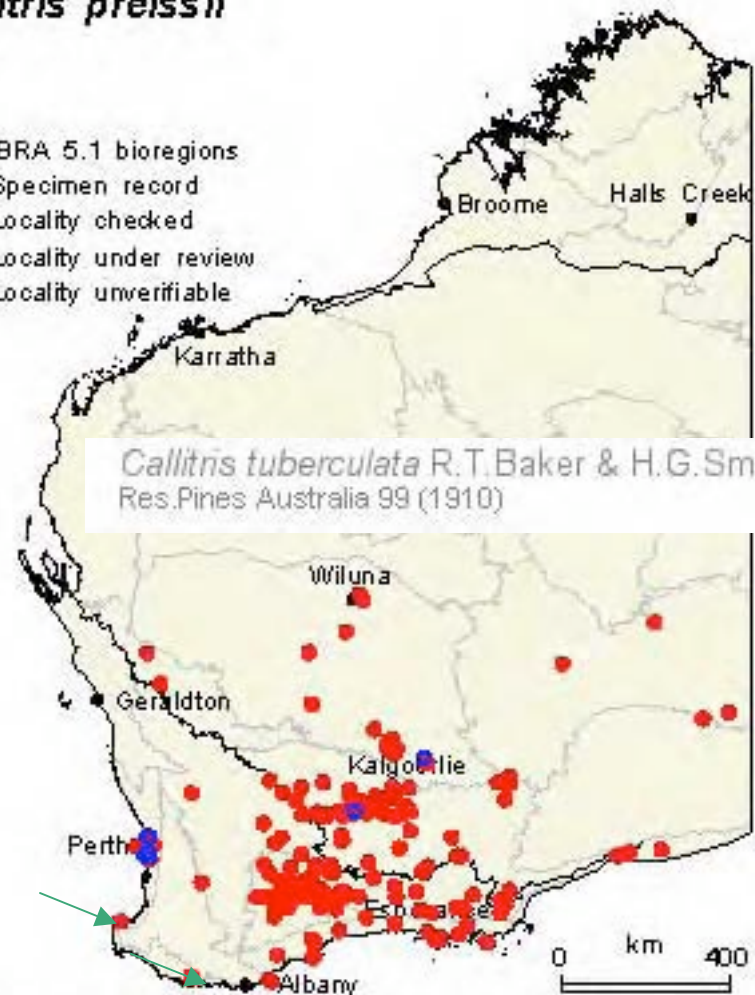 itris preissii
BRA 5.1 bioregions
Specimen record
Locality checked
Locality under review
Locality unverifiable
Broome
Halls Creek
Karratha
Callitris tuberculata R.T.Baker & H.G.Sm
Res.Pines Australia 99 (1910)
Wiluna
Geraldton
Kalgoorlie
Perth
Esperance
Albany
0 km 400